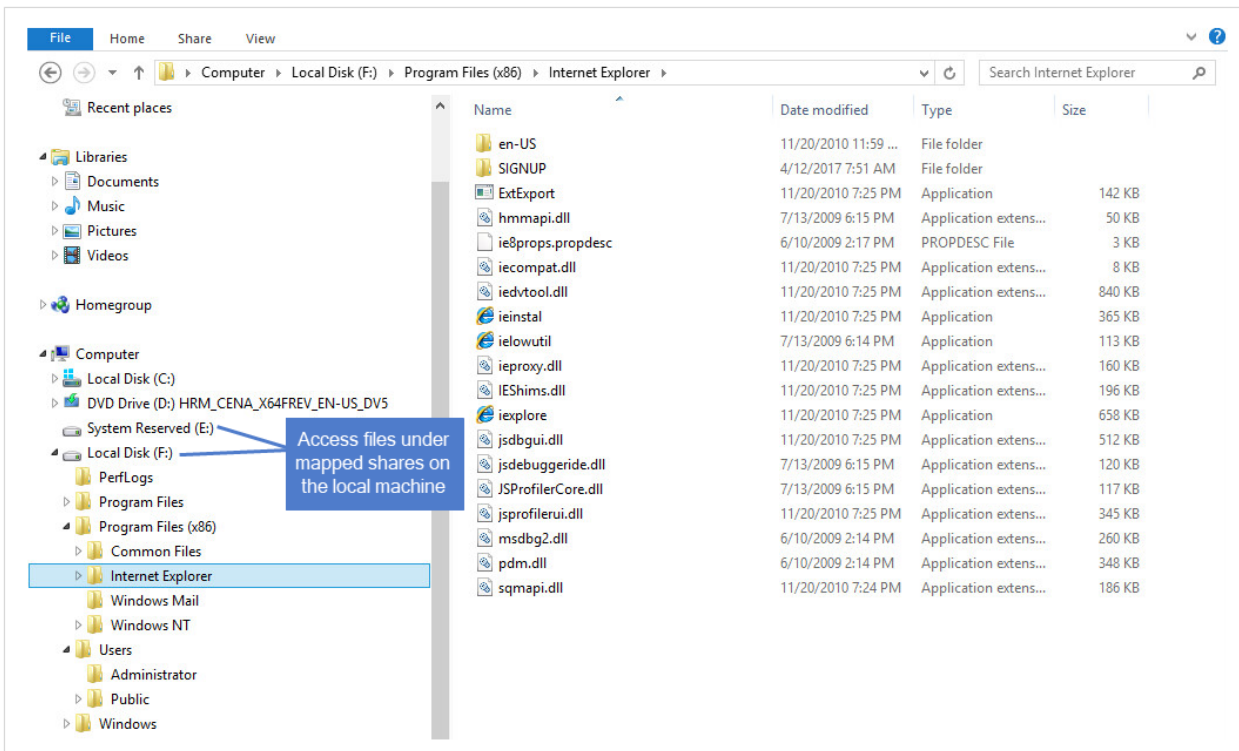 File Home Share View
Computer Local Disk (F:) Program Files (x86) Internet Explorer Search Internet Explorer
Recent places
Libraries
Documents
Music
Pictures
Videos
Homegroup
Computer
Local Disk (C:)
DVD Drive (D:) HRM_CENA_X64FREV_EN-US_DV5
System Reserved (E:)
Local Disk (F:)
PerfLogs
Program Files
Program Files (x86)
Common Files
Internet Explorer
Windows Mail
Windows NT
Users
Administrator
Public
Windows
Access files under
mapped shares on
the local machine
Name Date modified Type Size
en-US 11/20/2010 11:59 ... File folder
SIGNUP 4/12/2017 7:51 AM File folder
ExtExport 11/20/2010 7:25 PM Application 142 KB
hmmapi.dll 7/13/2009 6:15 PM Application extens... 50 KB
ie8props.propdesc 6/10/2009 2:17 PM PROPDESC File 3 KB
iecompat.dll 11/20/2010 7:25 PM Application extens... 8 KB
iedvtool.dll 11/20/2010 7:25 PM Application extens... 840 KB
ieinstal 11/20/2010 7:25 PM Application 365 KB
ielowutil 7/13/2009 6:14 PM Application 113 KB
ieproxy.dll 11/20/2010 7:25 PM Application extens... 160 KB
IEShims.dll 11/20/2010 7:25 PM Application extens... 196 KB
iexplore 11/20/2010 7:25 PM Application 658 KB
jsdbgui.dll 11/20/2010 7:25 PM Application extens... 512 KB
jsdebuggeride.dll 7/13/2009 6:15 PM Application extens... 120 KB
JSProfilerCore.dll 7/13/2009 6:15 PM Application extens... 117 KB
jsprofilerui.dll 11/20/2010 7:25 PM Application extens... 345 KB
msdbg2.dll 6/10/2009 2:14 PM Application extens... 260 KB
pdm.dll 6/10/2009 2:14 PM Application extens... 348 KB
sqmapi.dll 11/20/2010 7:24 PM Application extens... 186 KB